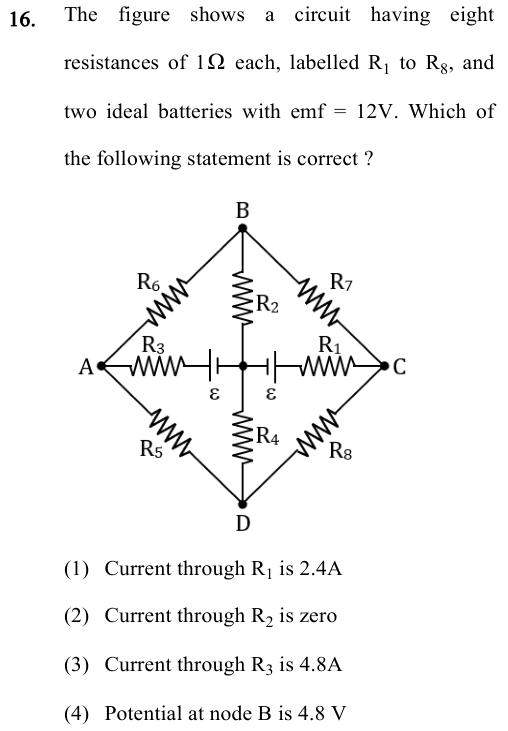 16. The figure shows a circuit having eight
resistances of 1Ω each, labelled R₁ to R₈, and
two ideal batteries with emf = 12V. Which of
the following statement is correct ?
B
R₆ R₇
R₂
R₃ R₁
A C
ε ε
R₄
R₅ R₈
D
(1) Current through R₁ is 2.4A
(2) Current through R₂ is zero
(3) Current through R₃ is 4.8A
(4) Potential at node B is 4.8 V